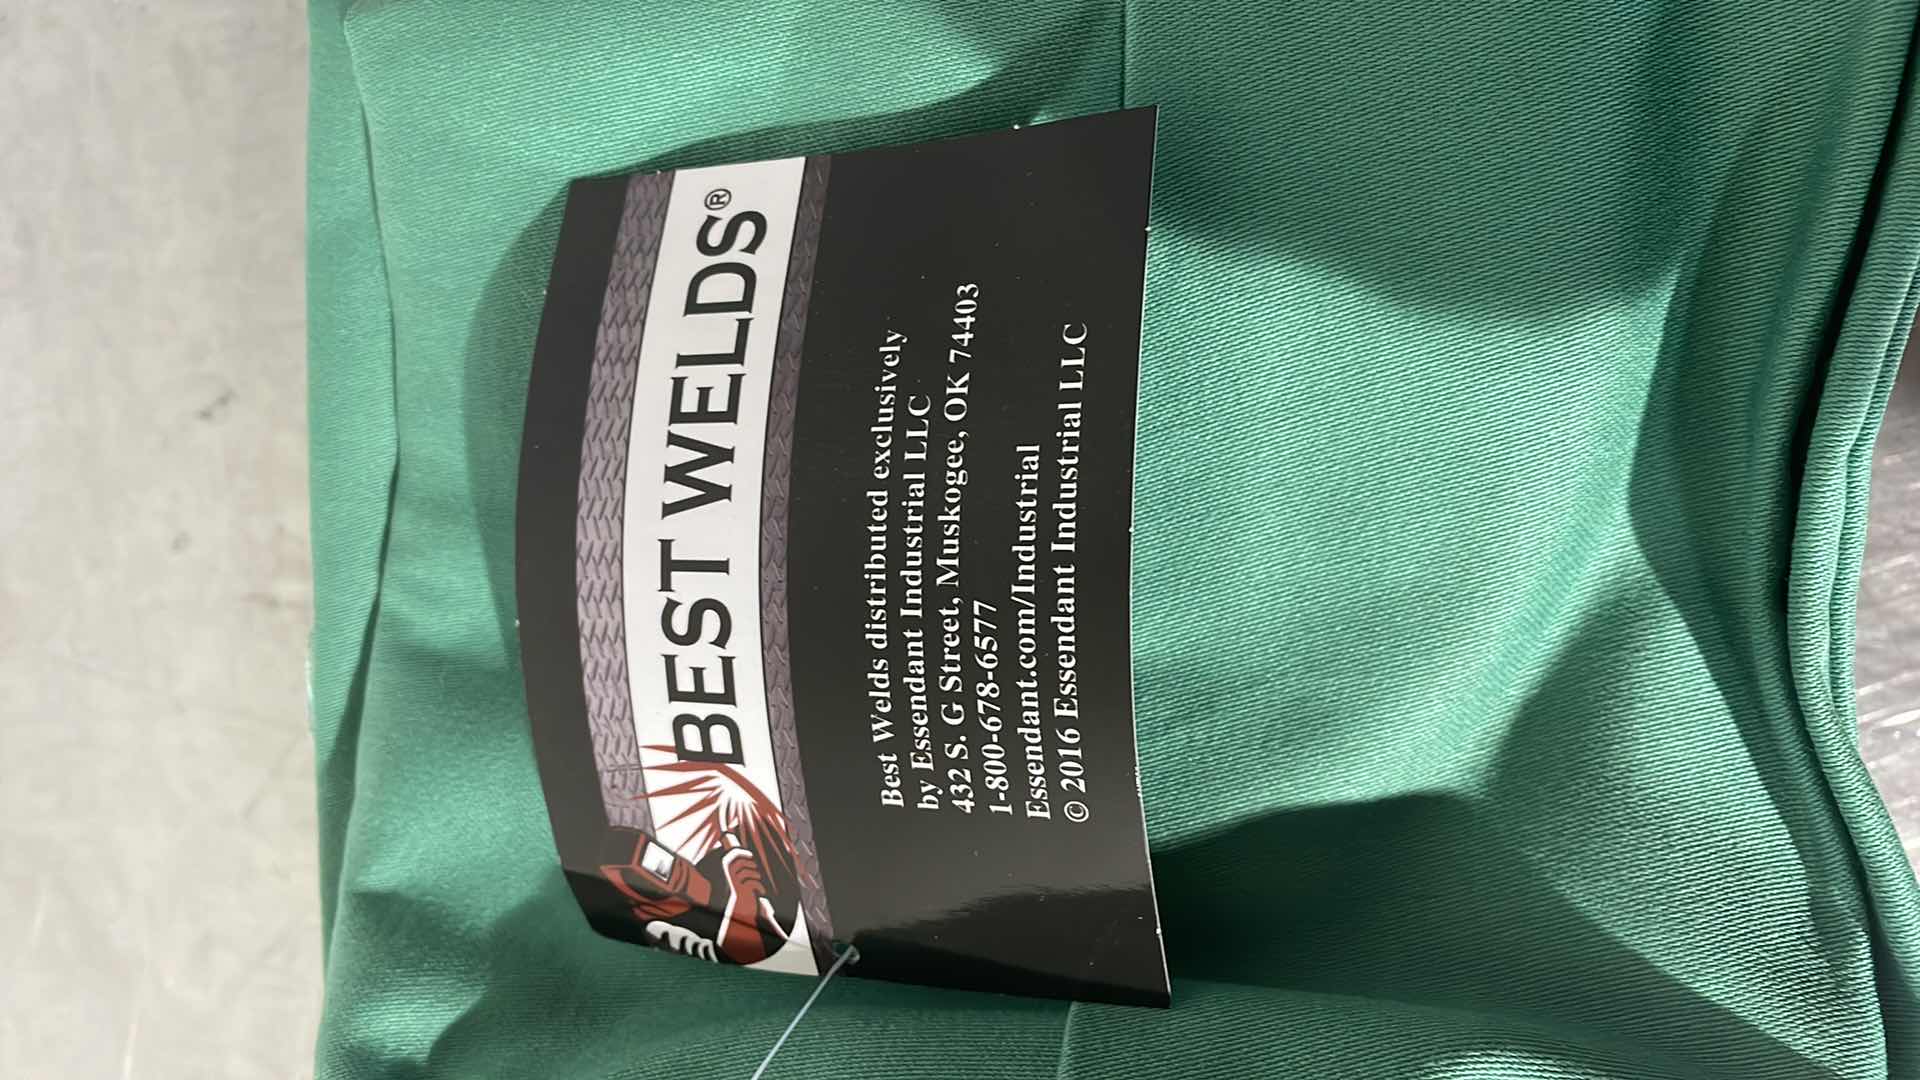 BEST WELDS®
Best Welds distributed exclusively
by Essendant Industrial LLC
432 S. G Street, Muskogee, OK 74403
1-800-678-6577
Essendant.com/Industrial
© 2016 Essendant Industrial LLC